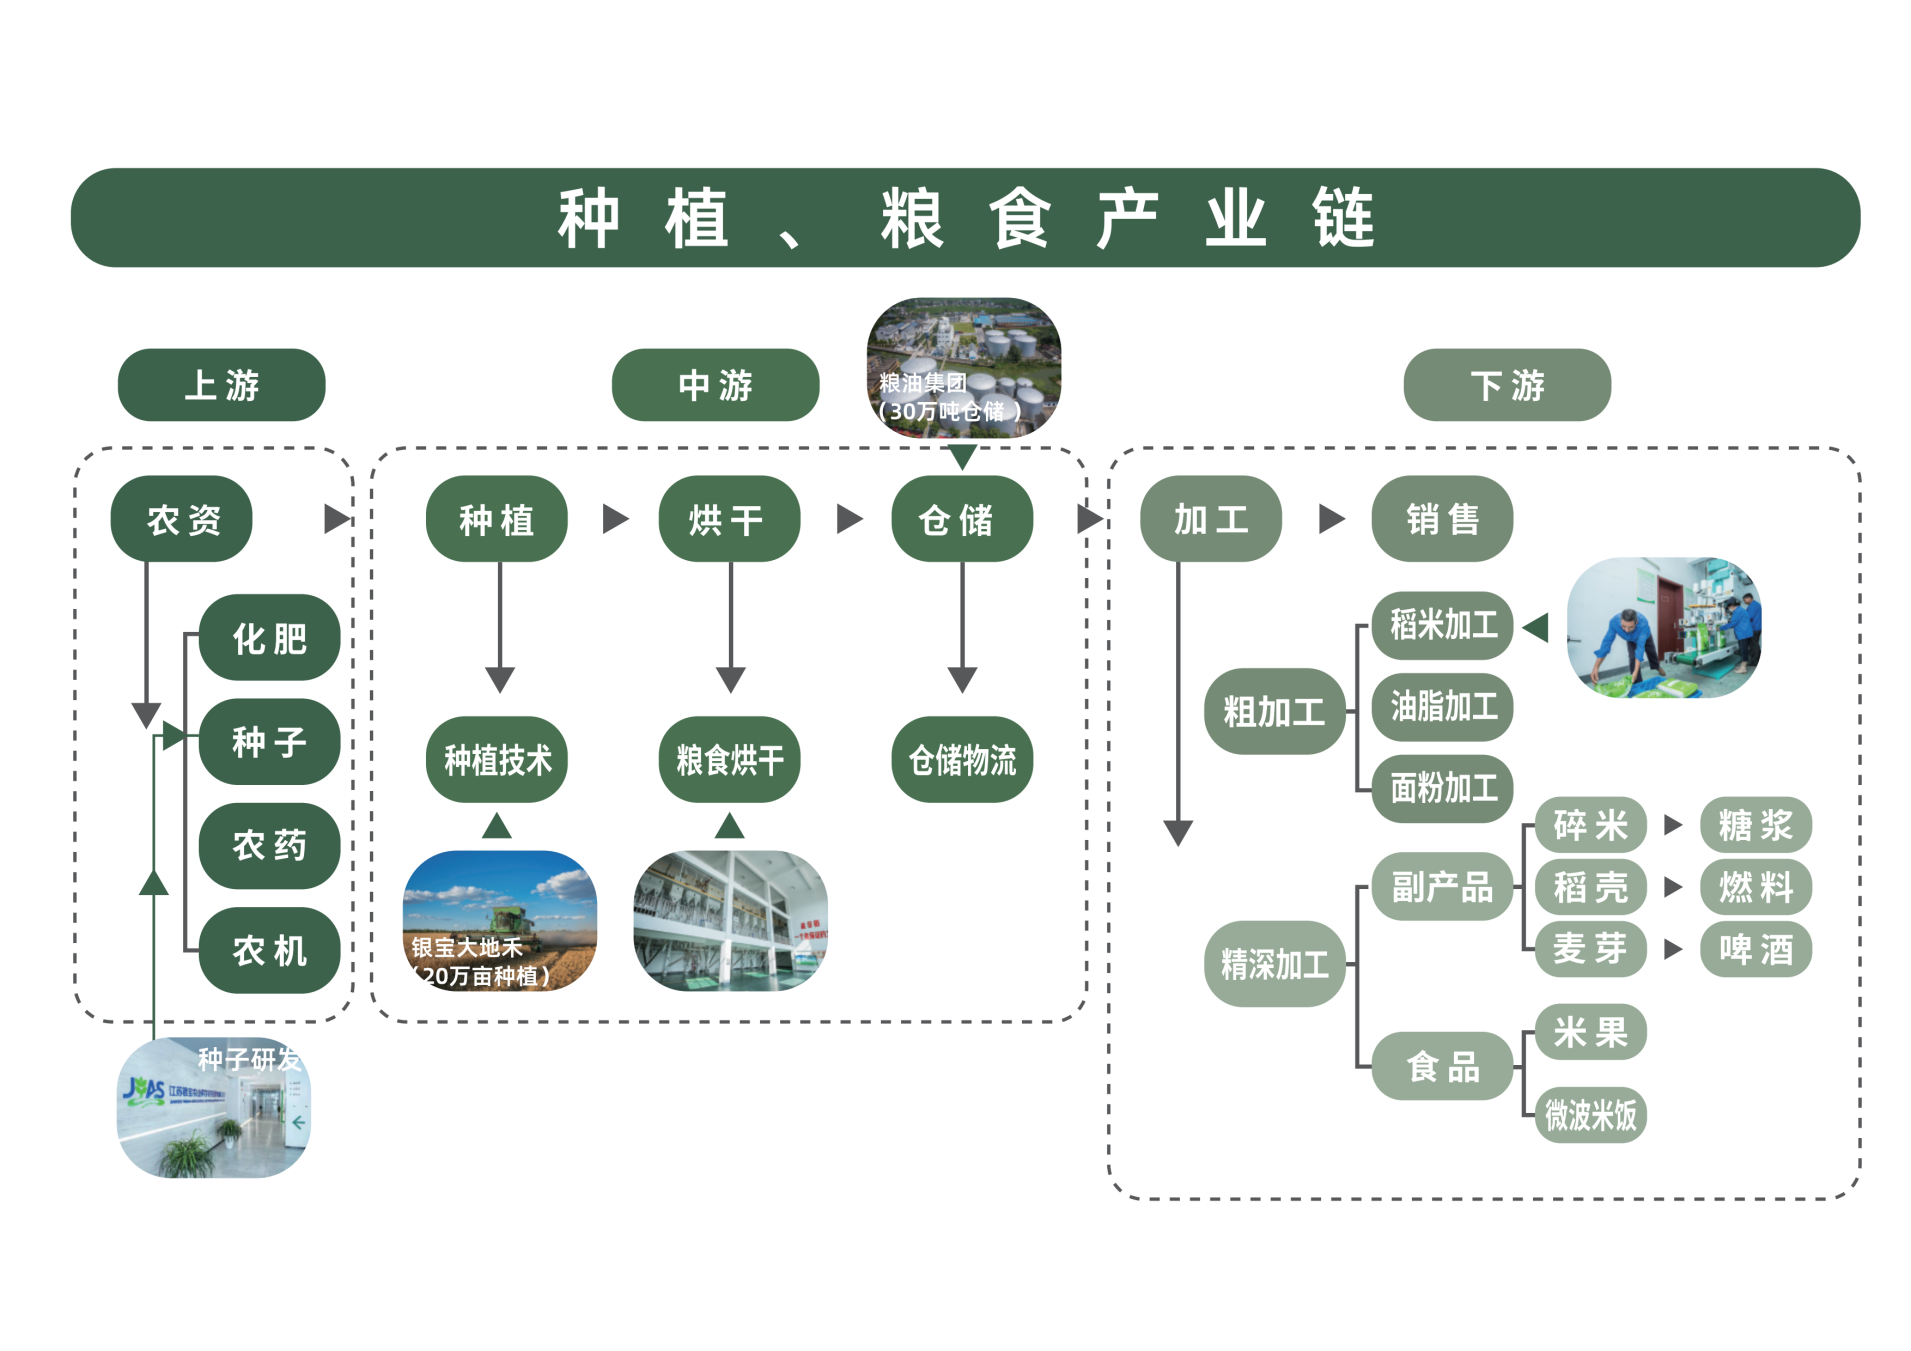 种植、粮食产业链
上游
中游
下游
粮油集团
（30万吨仓储）
农资
种植
烘干
仓储
加工
销售
化肥
种子
农药
农机
种植技术
粮食烘干
仓储物流
银宝大地禾
（20万亩种植）
种子研发
JYAS
粗加工
稻米加工
油脂加工
面粉加工
精深加工
副产品
碎米
糖浆
稻壳
燃料
麦芽
啤酒
食品
米果
微波米饭